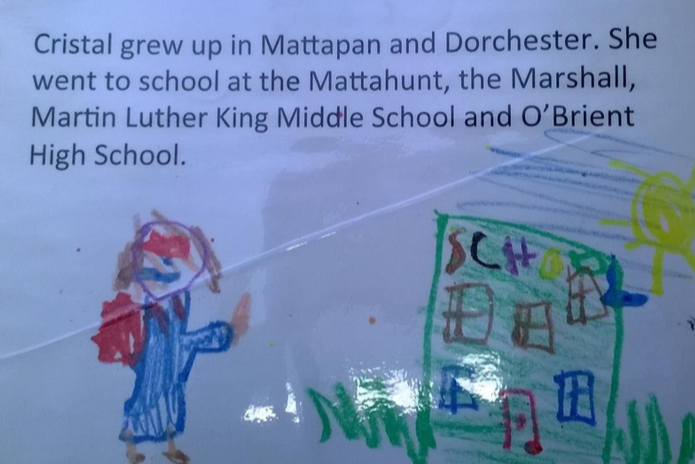 Cristal grew up in Mattapan and Dorchester. She
went to school at the Mattahunt, the Marshall,
Martin Luther King Middle School and O’Brient
High School.
SCHOOL